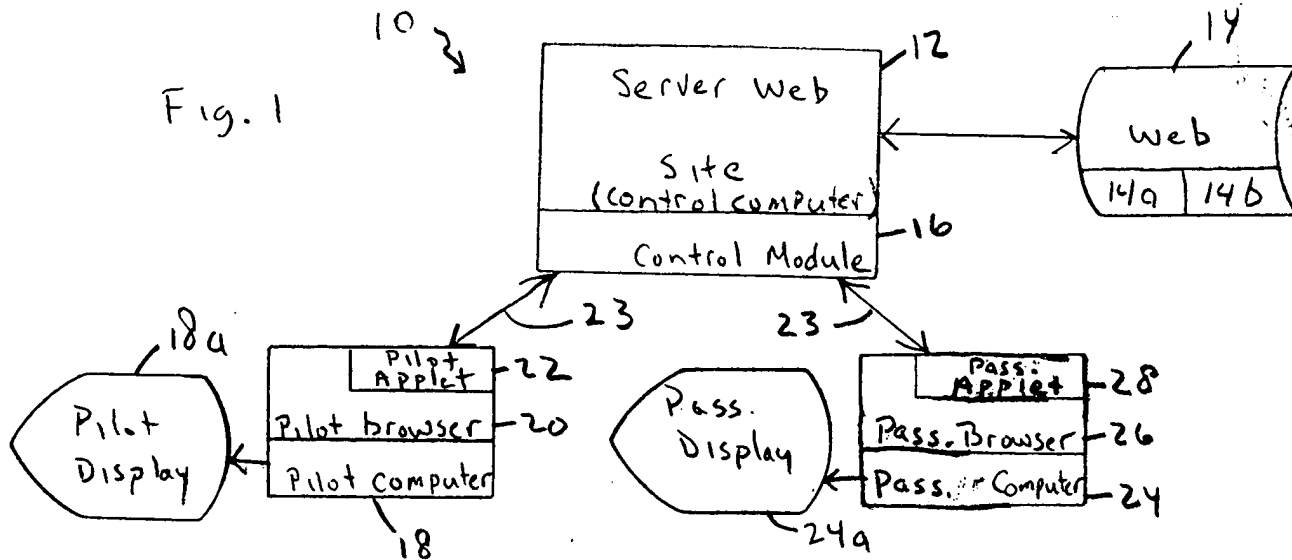 10
12
14
Fig. 1
Server Web
Site
(Control computer)
Web
14a 14b
16
Control Module
23
23
18a
Pilot
Applet
22
Pass.
Applet
28
Pilot
Display
Pilot browser
20
Pass.
Display
Pass. Browser
26
Pilot Computer
Pass. Computer
24
18
24a